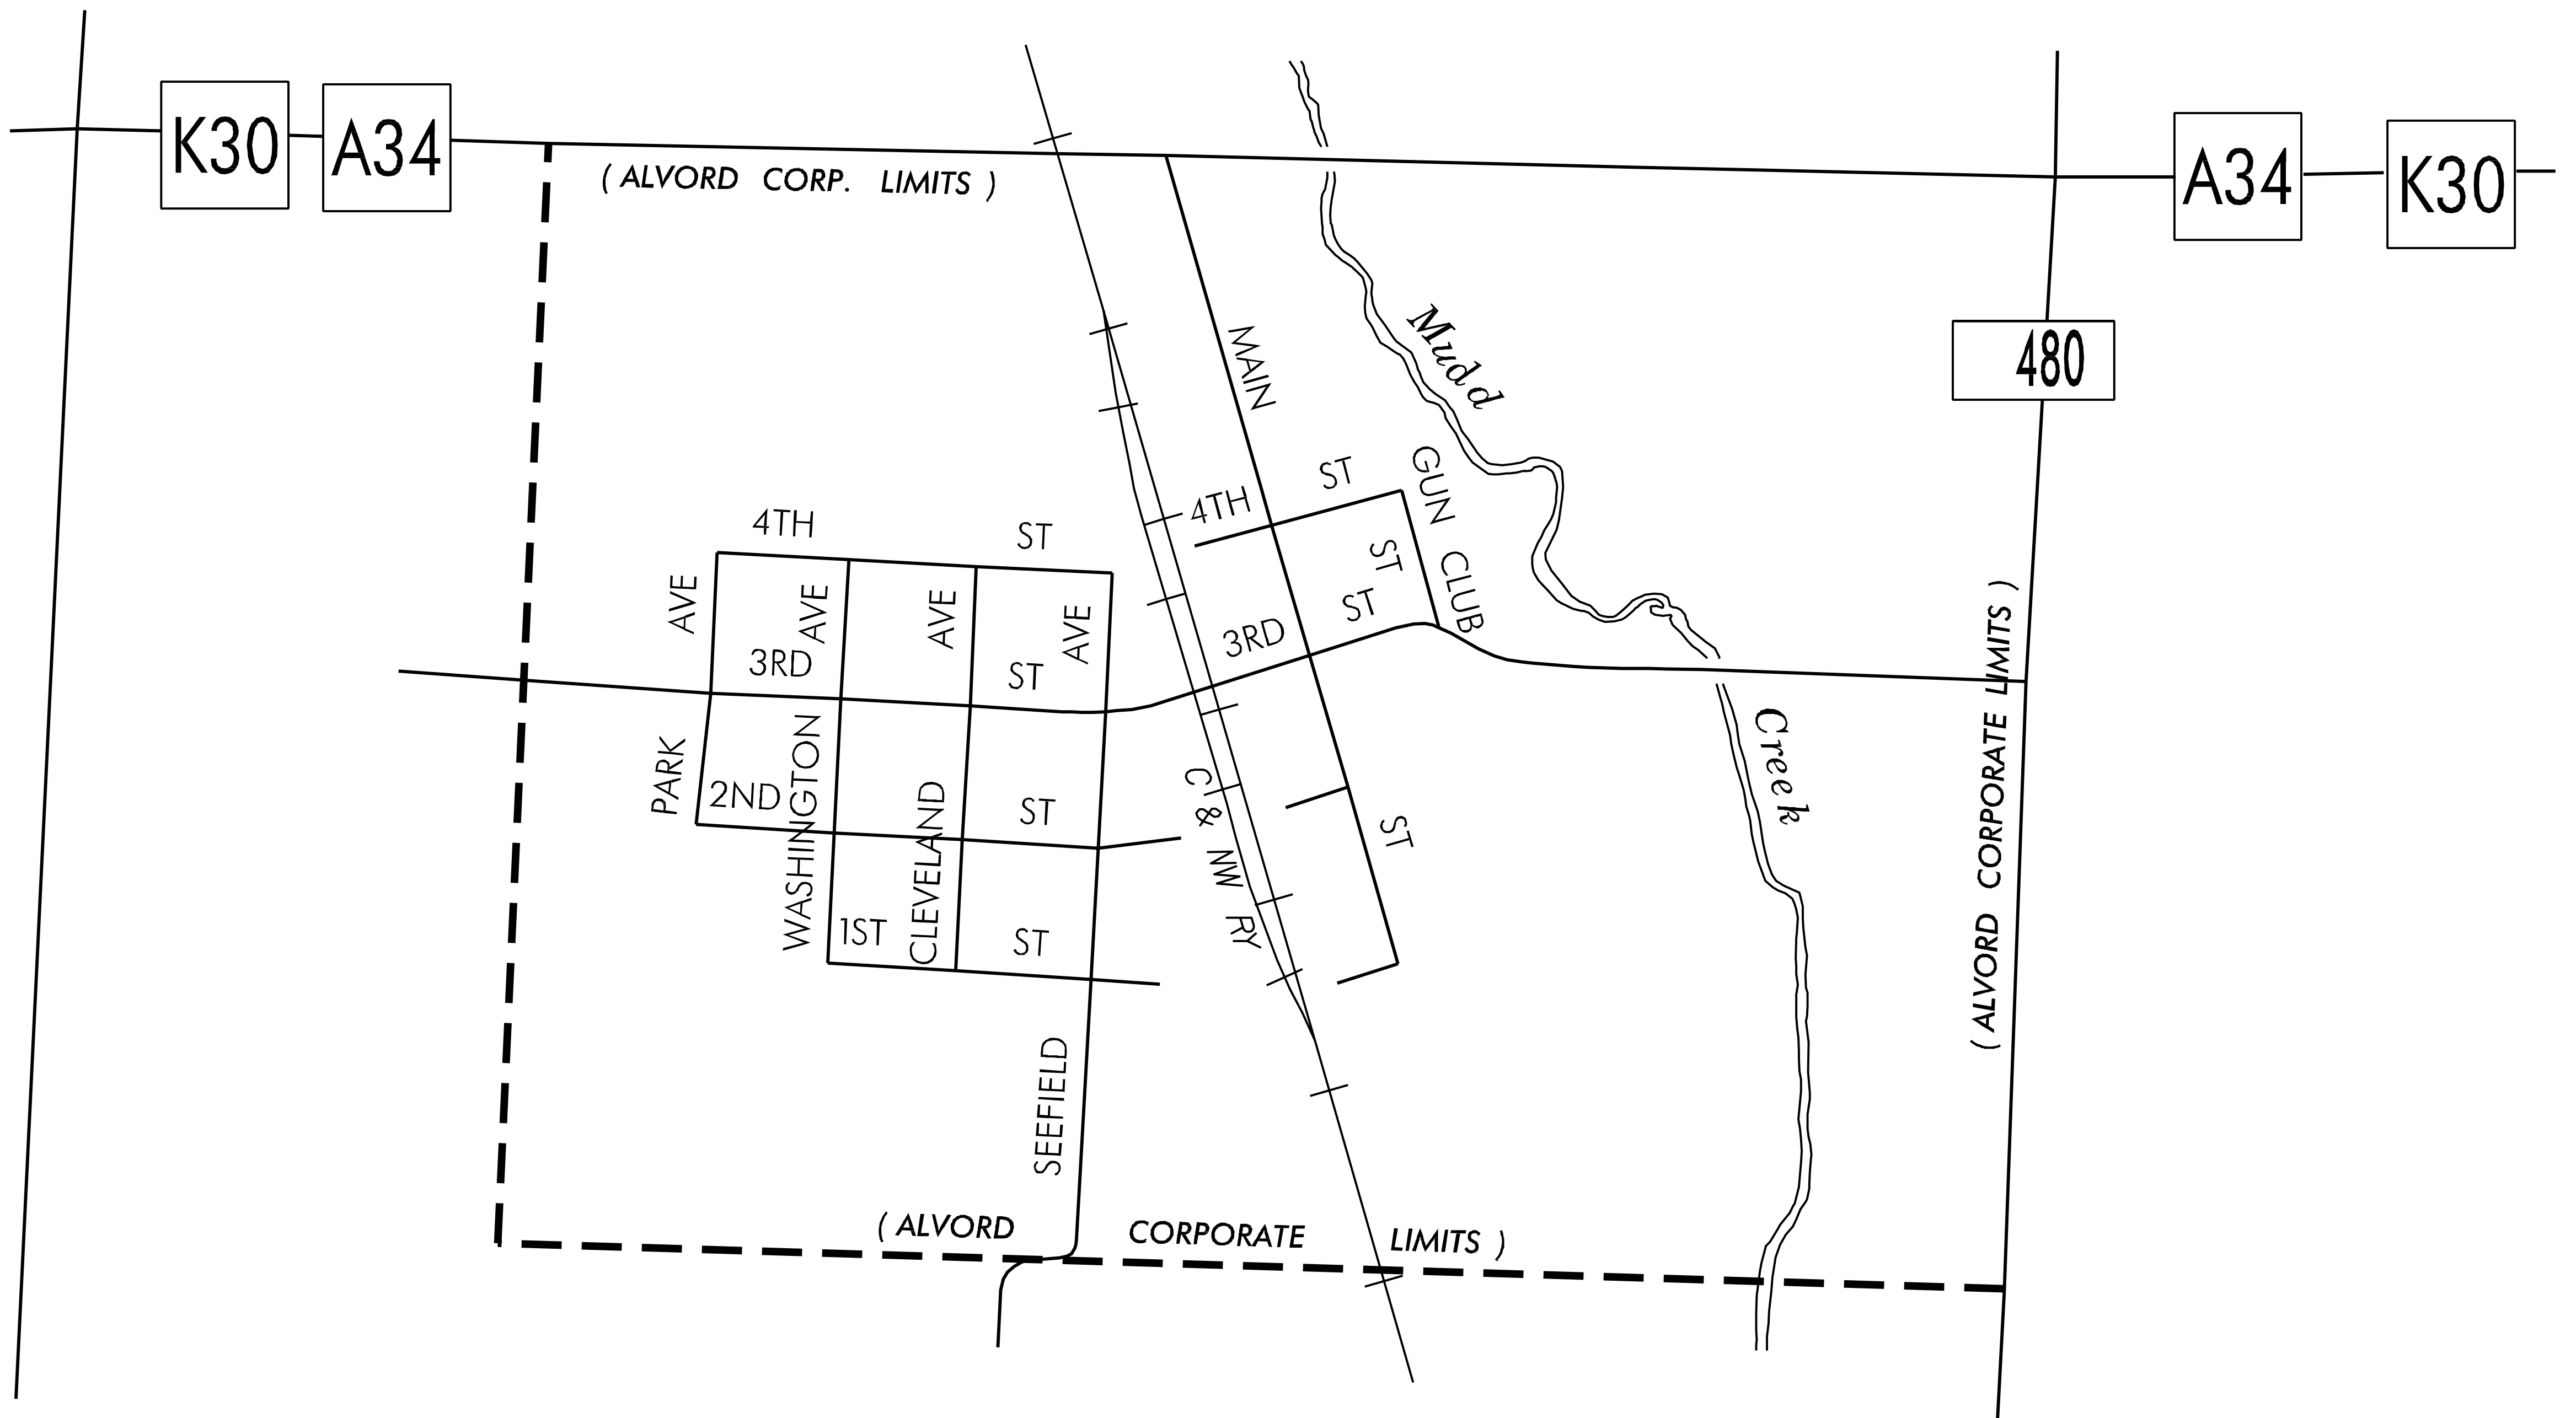 K30
A34
A34
K30
( ALVORD CORP. LIMITS )
480
MAIN ST
Mudd Creek
GUN CLUB ST
4TH ST
4TH ST
3RD ST
3RD ST
PARK AVE
WASHINGTON AVE
CLEVELAND AVE
SEEFIELD AVE
2ND ST
1ST ST
C & NW RY
( ALVORD CORPORATE LIMITS )
( ALVORD CORPORATE LIMITS )